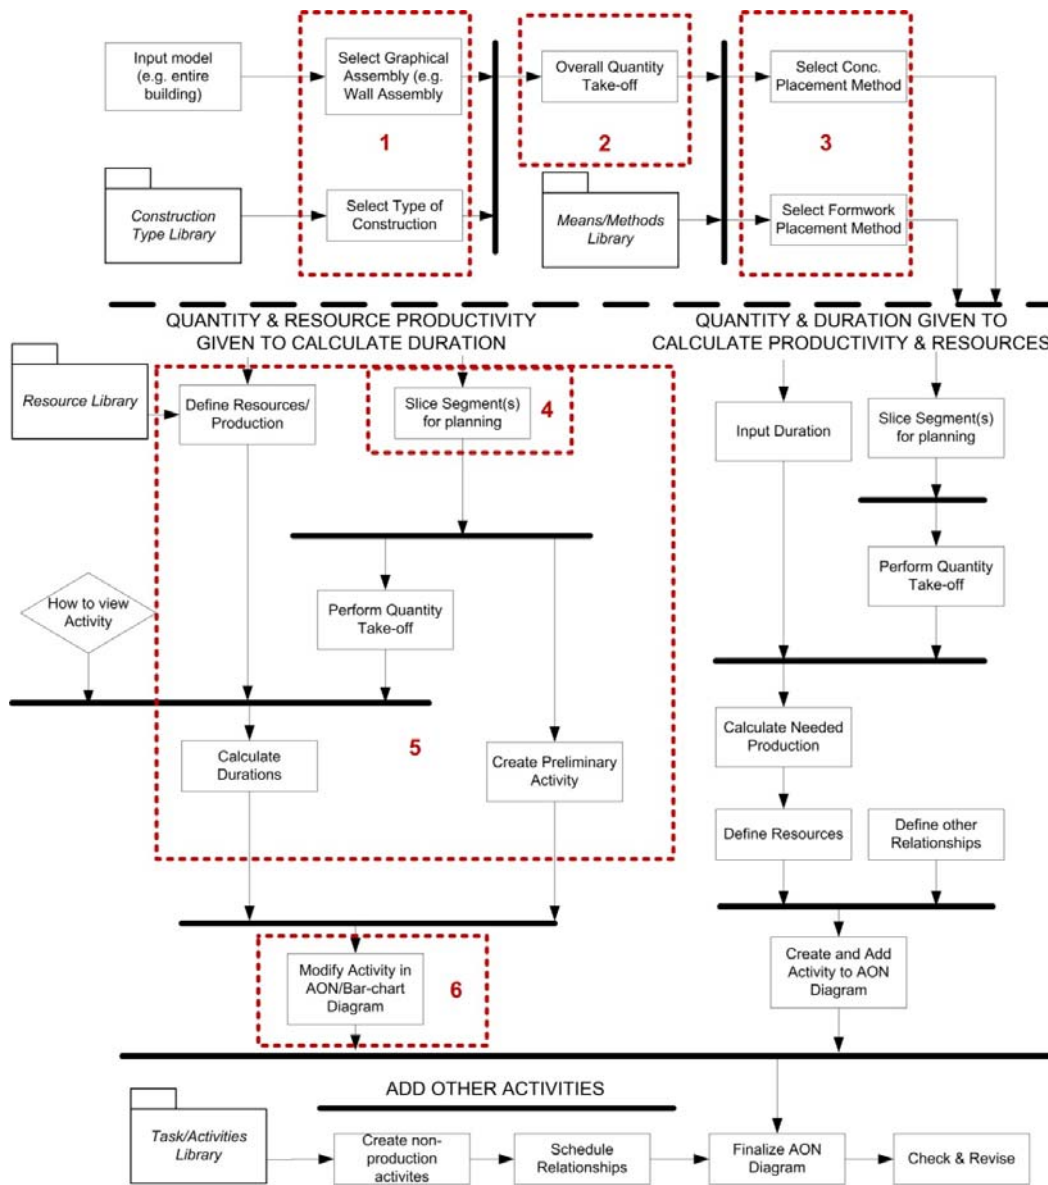 Input model
(e.g. entire
building)
Select Graphical
Assembly (e.g.
Wall Assembly
1
Overall Quantity
Take-off
2
Select Conc.
Placement Method
3
Construction
Type Library
Select Type of
Construction
Means/Methods
Library
Select Formwork
Placement Method
QUANTITY & RESOURCE PRODUCTIVITY
GIVEN TO CALCULATE DURATION
QUANTITY & DURATION GIVEN TO
CALCULATE PRODUCTIVITY & RESOURCES
Resource Library
Define Resources/
Production
Slice Segment(s)
for planning
4
Input Duration
Slice Segment(s)
for planning
How to view
Activity
Perform Quantity
Take-off
Perform Quantity
Take-off
5
Calculate
Durations
Create Preliminary
Activity
Calculate Needed
Production
Define Resources
Define other
Relationships
Modify Activity in
AON/Bar-chart
Diagram
6
Create and Add
Activity to AON
Diagram
ADD OTHER ACTIVITIES
Task/Activities
Library
Create non-
production
activites
Schedule
Relationships
Finalize AON
Diagram
Check & Revise